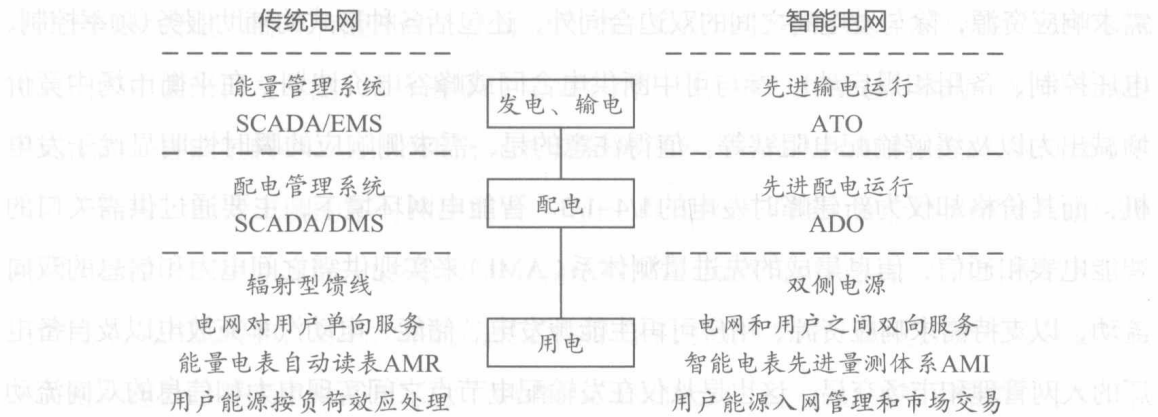 传统电网
智能电网
能量管理系统
SCADA/EMS
发电、输电
先进输电运行
ATO
配电管理系统
SCADA/DMS
配电
先进配电运行
ADO
辐射型馈线
电网对用户单向服务
能量电表自动读表AMR
用户能源按负荷效应处理
用电
双侧电源
电网和用户之间双向服务
智能电表先进量测体系AMI
用户能源入网管理和市场交易